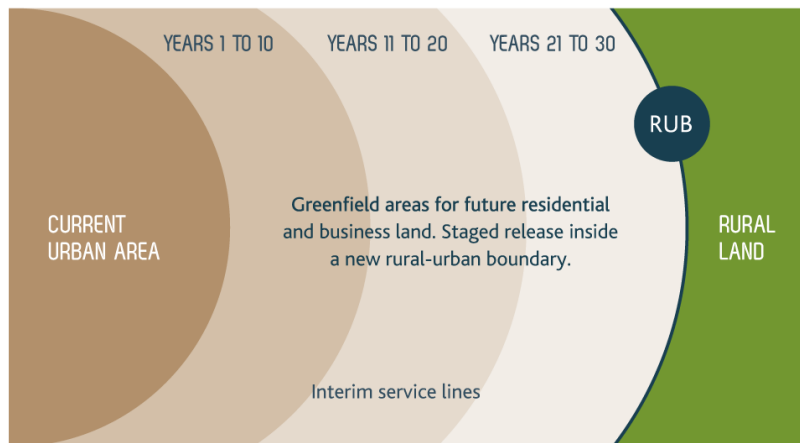 YEARS 1 TO 10
YEARS 11 TO 20
YEARS 21 TO 30
RUB
Greenfield areas for future residential
and business land. Staged release inside
a new rural-urban boundary.
CURRENT
URBAN AREA
RURAL
LAND
Interim service lines